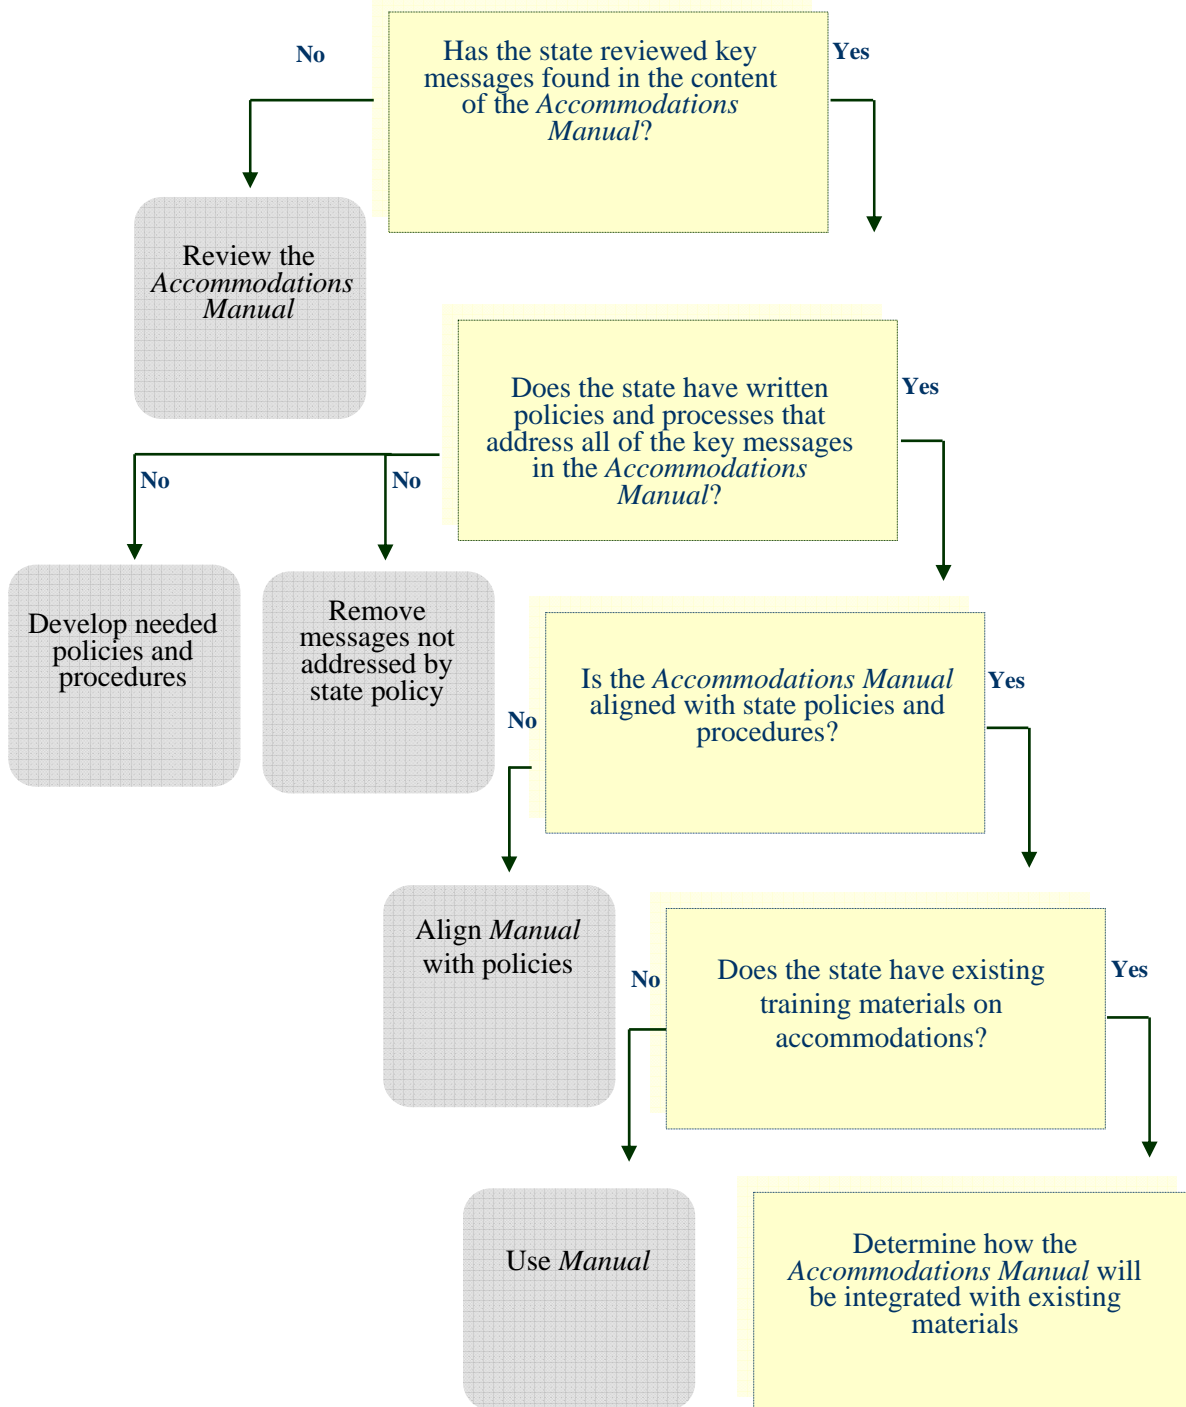 No
Has the state reviewed key
messages found in the content
of the Accommodations
Manual?
Yes
Review the
Accommodations
Manual
Does the state have written
policies and processes that
address all of the key messages
in the Accommodations
Manual?
Yes
No
No
Develop needed
policies and
procedures
Remove
messages not
addressed by
state policy
Is the Accommodations Manual
aligned with state policies and
procedures?
Yes
No
Align Manual
with policies
Does the state have existing
training materials on
accommodations?
No
Yes
Use Manual
Determine how the
Accommodations Manual will
be integrated with existing
materials